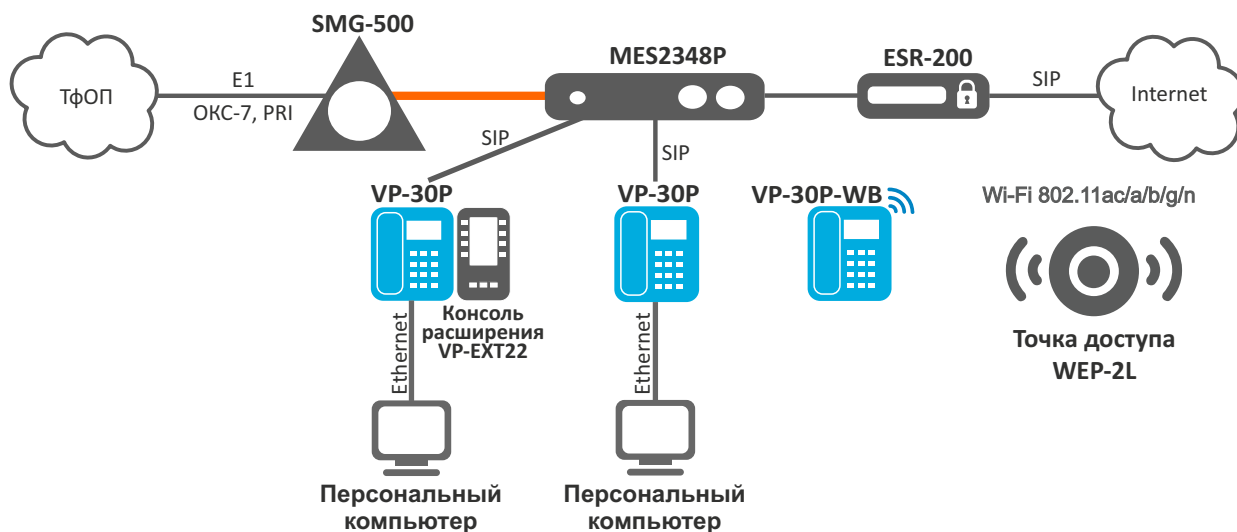 SMG-500
MES2348P
ESR-200
ТфОП
E1
ОКС-7, PRI
SIP
Internet
SIP
SIP
VP-30P
VP-30P
VP-30P-WB
Wi-Fi 802.11ac/a/b/g/n
Консоль
расширения
VP-EXT22
Ethernet
Ethernet
Точка доступа
WEP-2L
Персональный
компьютер
Персональный
компьютер